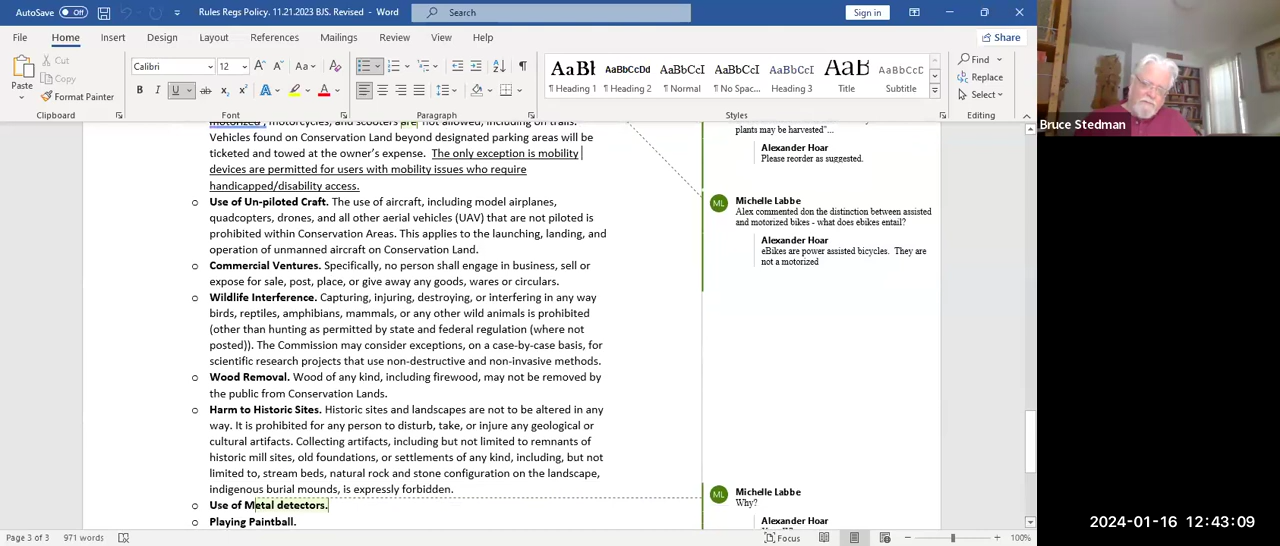 AutoSave Off Rules Regs Policy. 11.21.2023 BJS. Revised - Word Search Sign in
File Home Insert Design Layout References Mailings Review View Help Share
Paste Cut Copy Format Painter
Calibri 12 Aa
B I U ab
AaBbCcDd AaBbCcI AaBbCcI AaBbCcI AaBbCcDd
¶ Heading 1 ¶ Heading 2 ¶ Normal ¶ No Spac... Heading 3 Title Subtitle
Find Replace Select
Clipboard Font Paragraph Styles Editing
motorized", motorcycles, and scooters are not allowed, including on trails.
Vehicles found on Conservation Land beyond designated parking areas will be
ticketed and towed at the owner's expense. The only exception is mobility
devices are permitted for users with mobility issues who require
handicapped/disability access.
o Use of Un-piloted Craft. The use of aircraft, including model airplanes,
quadcopters, drones, and all other aerial vehicles (UAV) that are not piloted is
prohibited within Conservation Areas. This applies to the launching, landing, and
operation of unmanned aircraft on Conservation Land.
o Commercial Ventures. Specifically, no person shall engage in business, sell or
expose for sale, post, place, or give away any goods, wares or circulars.
o Wildlife Interference. Capturing, injuring, destroying, or interfering in any way
birds, reptiles, amphibians, mammals, or any other wild animals is prohibited
(other than hunting as permitted by state and federal regulation (where not
posted)). The Commission may consider exceptions, on a case-by-case basis, for
scientific research projects that use non-destructive and non-invasive methods.
o Wood Removal. Wood of any kind, including firewood, may not be removed by
the public from Conservation Lands.
o Harm to Historic Sites. Historic sites and landscapes are not to be altered in any
way. It is prohibited for any person to disturb, take, or injure any geological or
cultural artifacts. Collecting artifacts, including but not limited to remnants of
historic mill sites, old foundations, or settlements of any kind, including, but not
limited to, stream beds, natural rock and stone configuration on the landscape,
indigenous burial mounds, is expressly forbidden.
o Use of Metal detectors.
o Playing Paintball.
plants may be harvested"...
Alexander Hoar
Please reorder as suggested.
ML Michelle Labbe
Alex commented don the distinction between assisted
and motorized bikes - what does ebikes entail?
Alexander Hoar
eBikes are power assisted bicycles. They are
not a motorized
ML Michelle Labbe
Why?
Alexander Hoar
Page 3 of 3 971 words Focus 100%
Bruce Stedman
2024-01-16 12:43:09